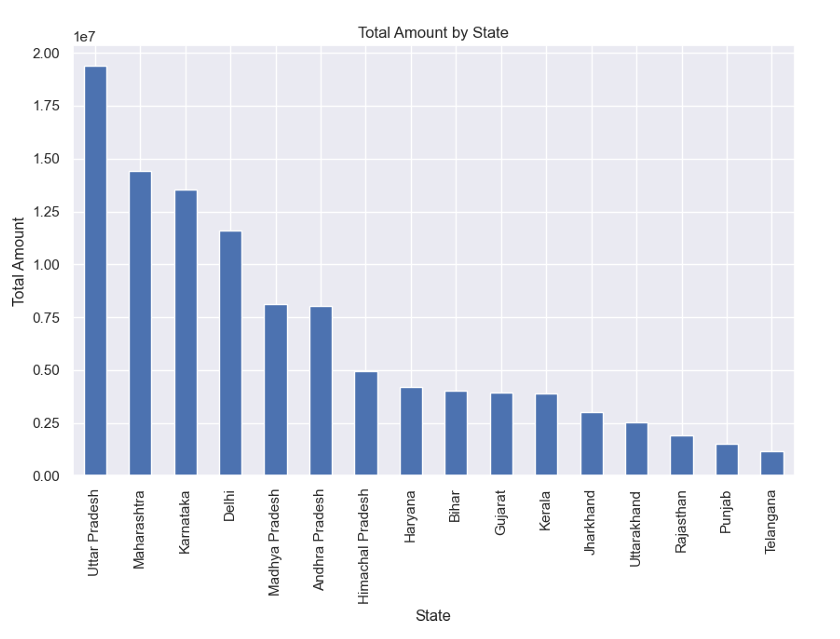 Total Amount by State
1e7
2.00
1.75
1.50
1.25
1.00
0.75
0.50
0.25
0.00
Total Amount
Uttar Pradesh
Maharashtra
Karnataka
Delhi
Madhya Pradesh
Andhra Pradesh
Himachal Pradesh
Haryana
Bihar
Gujarat
Kerala
Jharkhand
Uttarakhand
Rajasthan
Punjab
Telangana
State